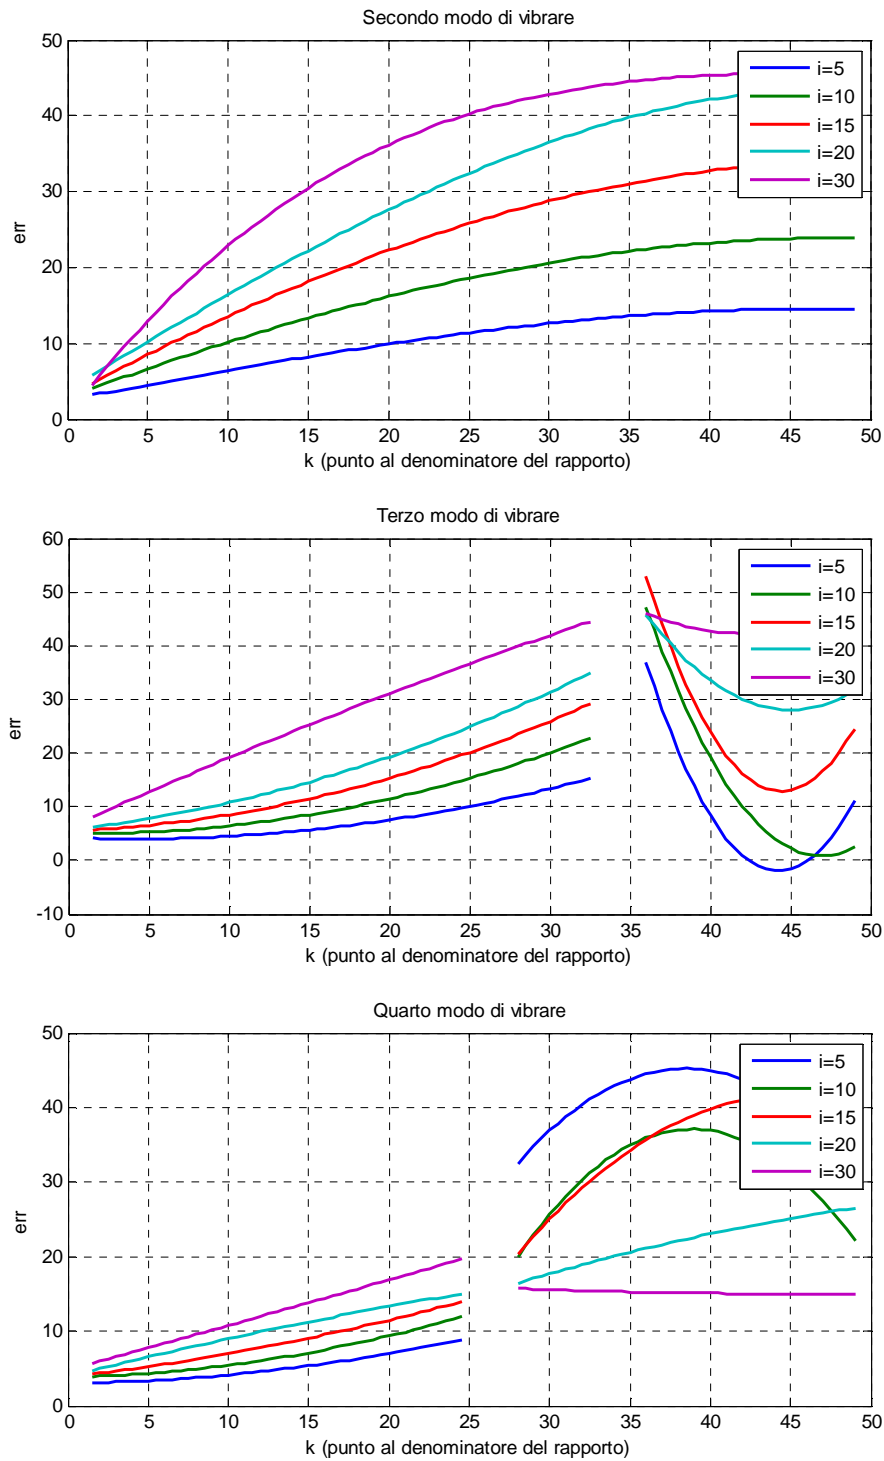 Secondo modo di vibrare
50
40
30
20
10
0
err
i=5
i=10
i=15
i=20
i=30
0 5 10 15 20 25 30 35 40 45 50
k (punto al denominatore del rapporto)
Terzo modo di vibrare
60
50
40
30
20
10
0
-10
err
i=5
i=10
i=15
i=20
i=30
0 5 10 15 20 25 30 35 40 45 50
k (punto al denominatore del rapporto)
Quarto modo di vibrare
50
40
30
20
10
0
err
i=5
i=10
i=15
i=20
i=30
0 5 10 15 20 25 30 35 40 45 50
k (punto al denominatore del rapporto)